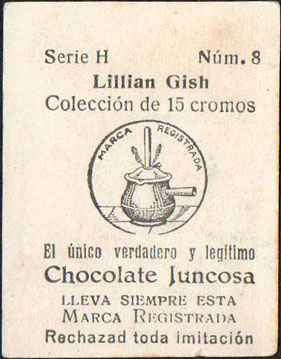 Serie H Núm. 8
Lillian Gish
Colección de 15 cromos
MARCA REGISTRADA
El único verdadero y legítimo
Chocolate Juncosa
LLEVA SIEMPRE ESTA
MARCA REGISTRADA
Rechazad toda imitación